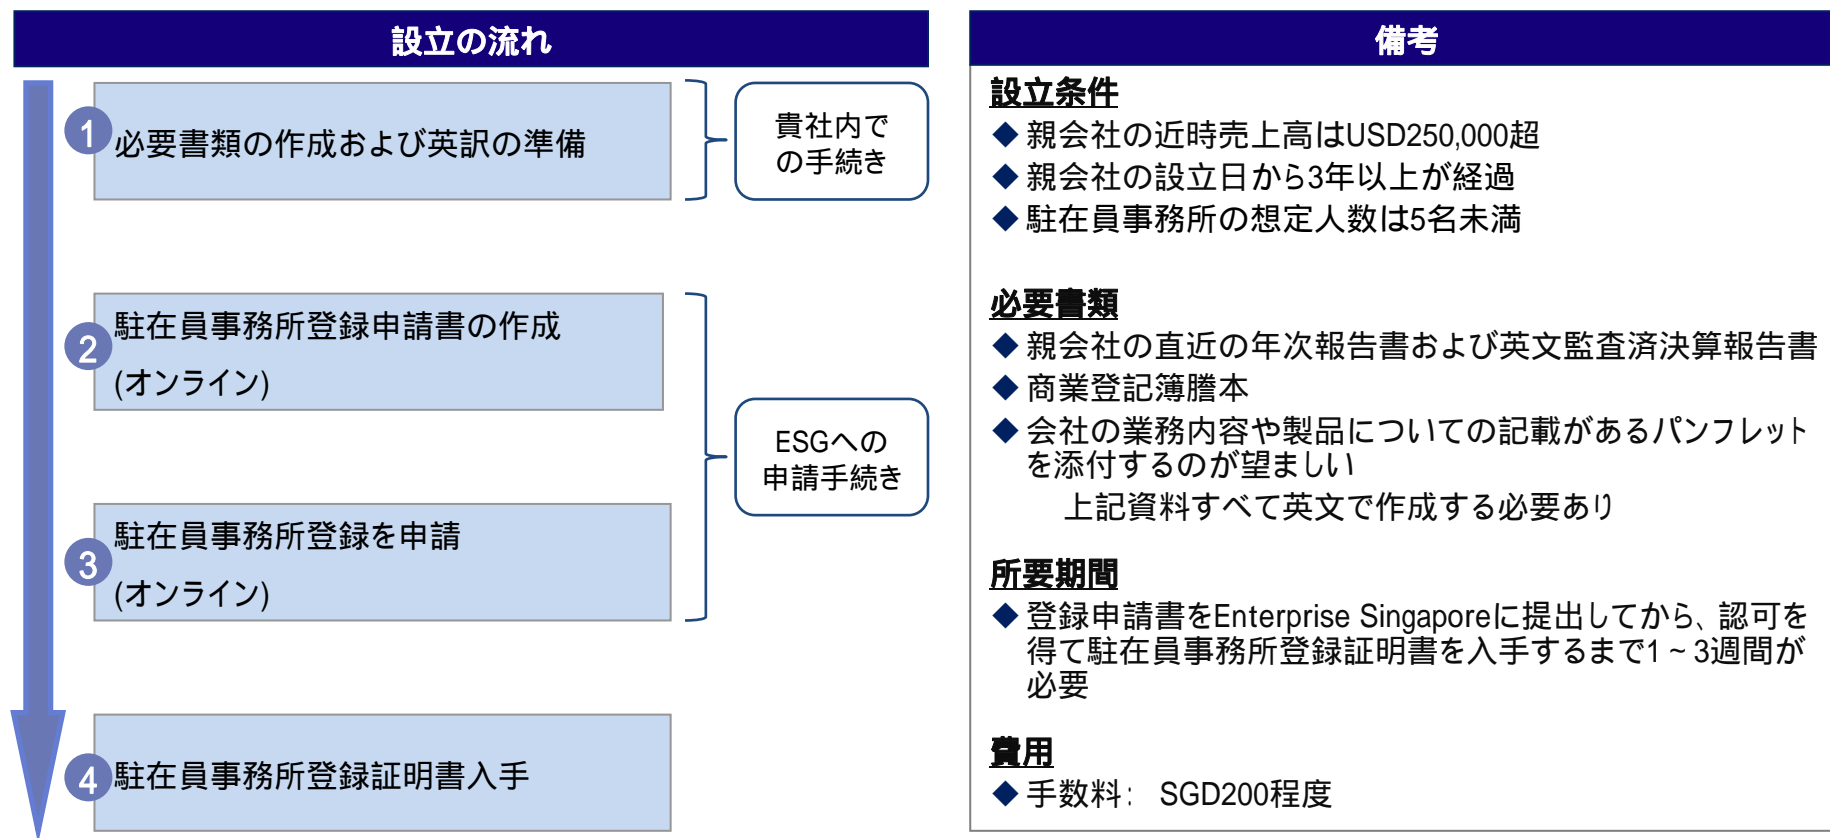 設立の流れ
1
必要書類の作成および英訳の準備
貴社内で
の手続き
2
駐在員事務所登録申請書の作成
(オンライン)
ESGへの
申請手続き
3
駐在員事務所登録を申請
(オンライン)
4
駐在員事務所登録証明書入手
備考
設立条件
◆ 親会社の近時売上高はUSD250,000超
◆ 親会社の設立日から3年以上が経過
◆ 駐在員事務所の想定人数は5名未満
必要書類
◆ 親会社の直近の年次報告書および英文監査済決算報告書
◆ 商業登記簿謄本
◆ 会社の業務内容や製品についての記載があるパンフレット
を添付するのが望ましい
上記資料すべて英文で作成する必要あり
所要期間
◆ 登録申請書をEnterprise Singaporeに提出してから、認可を
得て駐在員事務所登録証明書を入手するまで1~3週間が
必要
費用
◆ 手数料: SGD200程度